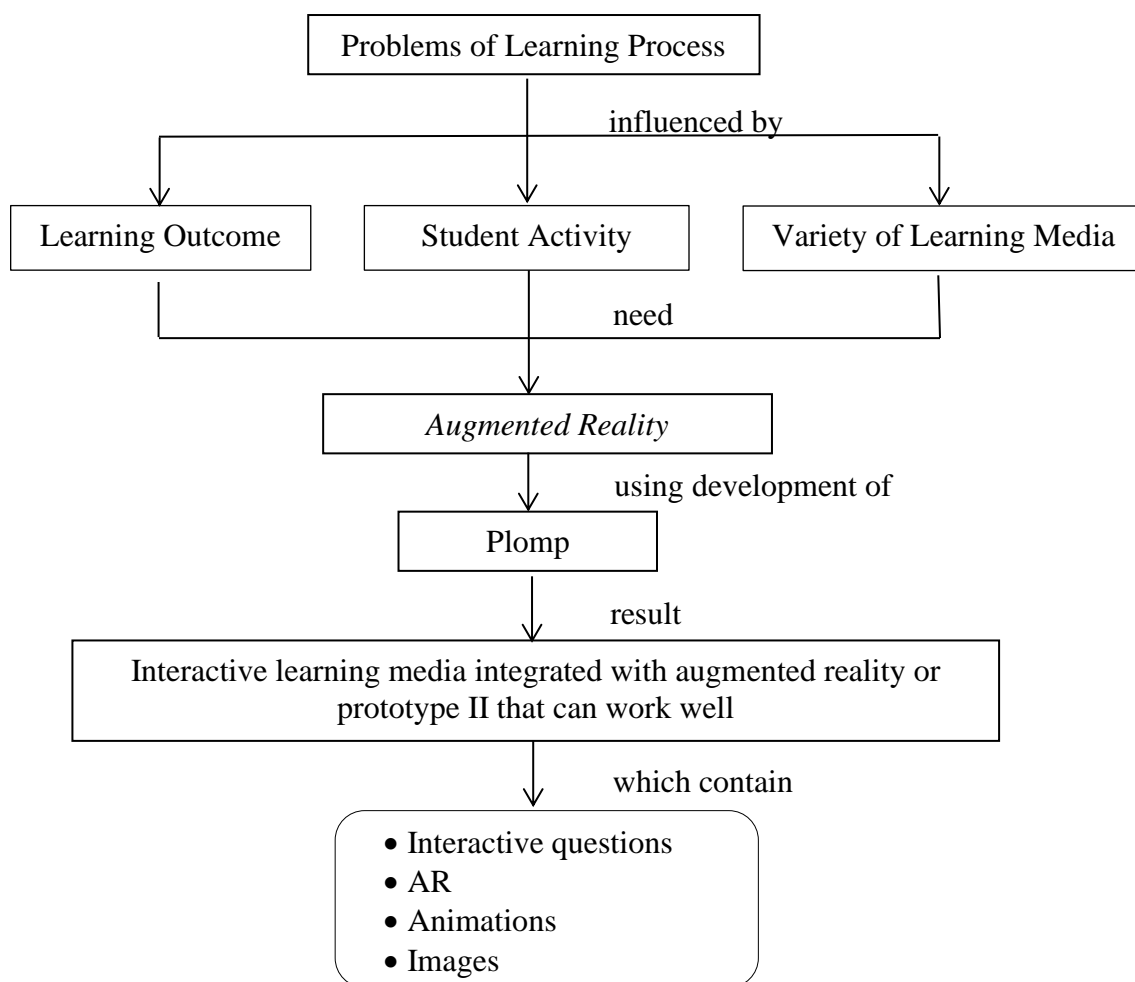 Problems of Learning Process
influenced by
Learning Outcome
Student Activity
Variety of Learning Media
need
Augmented Reality
using development of
Plomp
result
Interactive learning media integrated with augmented reality or
prototype II that can work well
which contain
• Interactive questions
• AR
• Animations
• Images